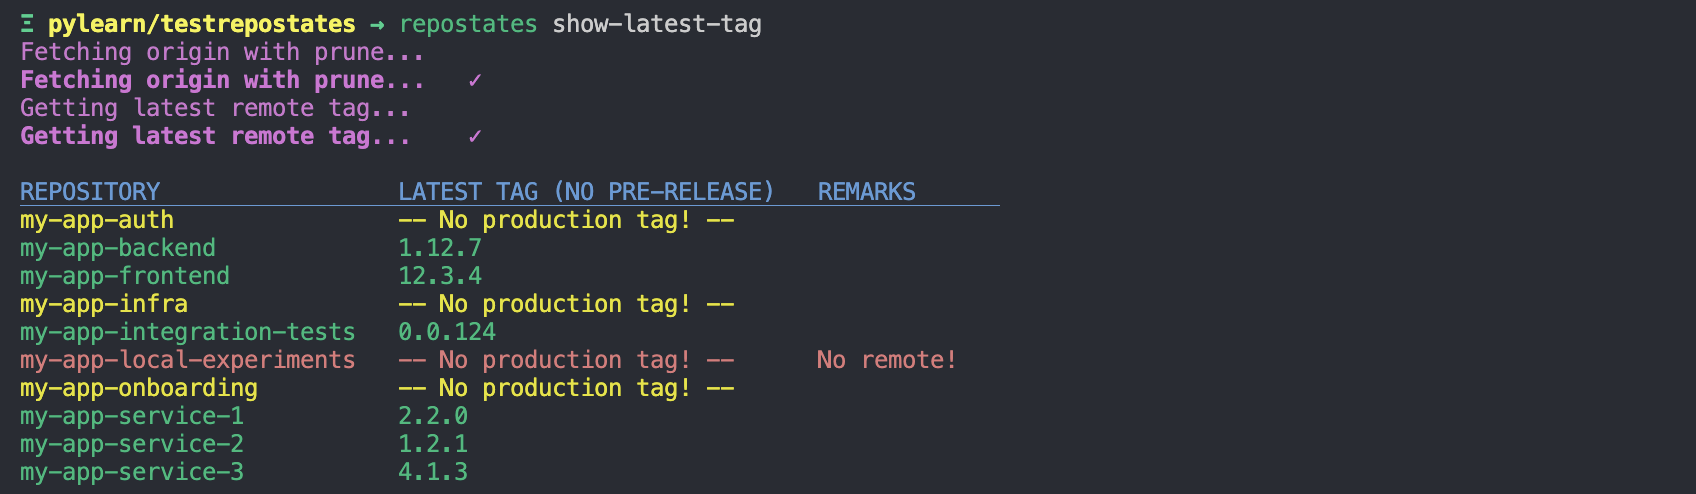 Ξ pylearn/testrepostates → repostates show-latest-tag
Fetching origin with prune...
Fetching origin with prune... ✓
Getting latest remote tag...
Getting latest remote tag... ✓
REPOSITORY LATEST TAG (NO PRE-RELEASE) REMARKS
my-app-auth -- No production tag! --
my-app-backend 1.12.7
my-app-frontend 12.3.4
my-app-infra -- No production tag! --
my-app-integration-tests 0.0.124
my-app-local-experiments -- No production tag! -- No remote!
my-app-onboarding -- No production tag! --
my-app-service-1 2.2.0
my-app-service-2 1.2.1
my-app-service-3 4.1.3